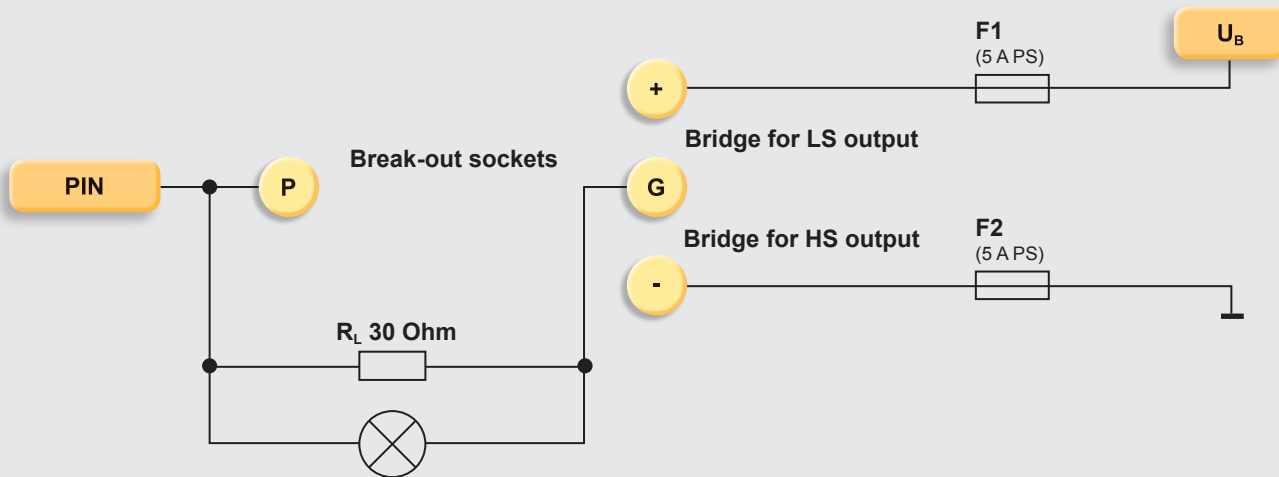 F1
(5 A PS)
U_B
+
Bridge for LS output
Break-out sockets
PIN
P
G
Bridge for HS output
F2
(5 A PS)
-
R_L 30 Ohm